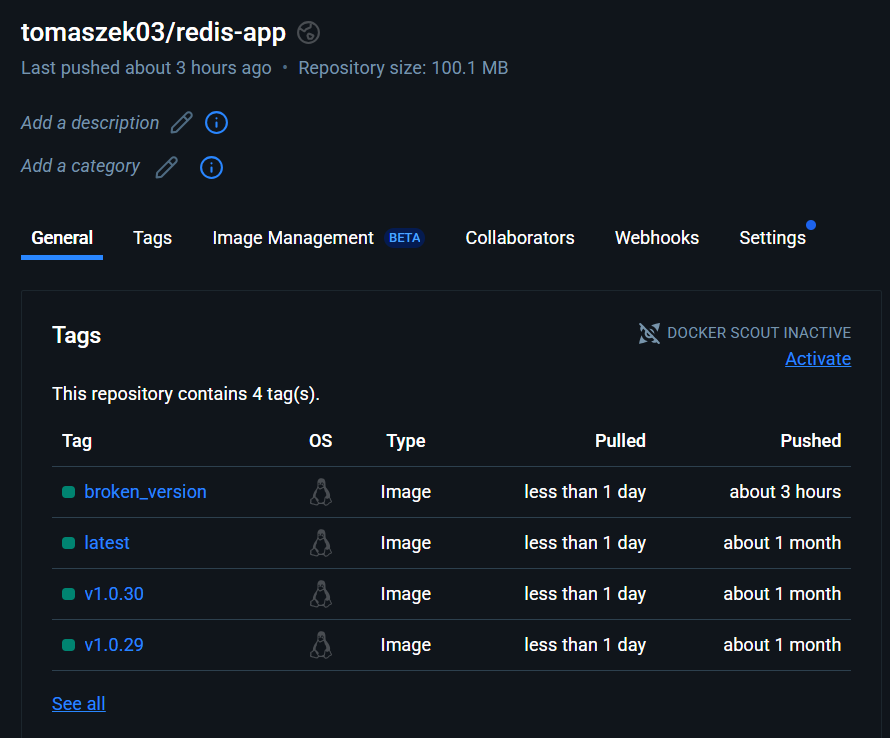 tomaszek03/redis-app
Last pushed about 3 hours ago • Repository size: 100.1 MB
Add a description
Add a category
General Tags Image Management BETA Collaborators Webhooks Settings
Tags DOCKER SCOUT INACTIVE
Activate
This repository contains 4 tag(s).
Tag OS Type Pulled Pushed
broken_version Image less than 1 day about 3 hours
latest Image less than 1 day about 1 month
v1.0.30 Image less than 1 day about 1 month
v1.0.29 Image less than 1 day about 1 month
See all